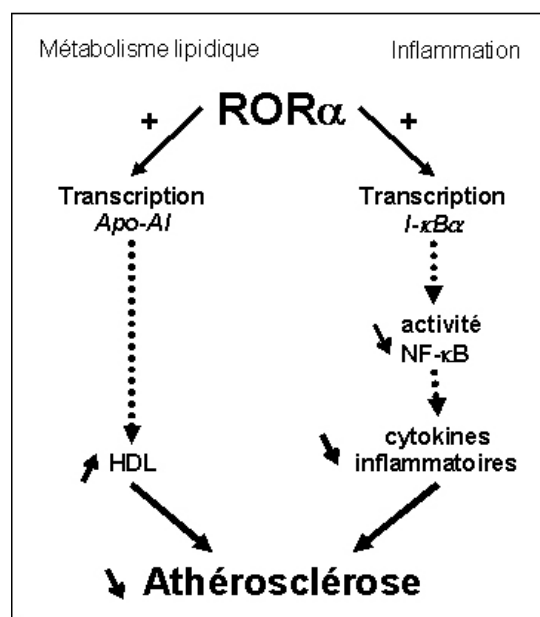 Métabolisme lipidique
Inflammation
+ RORα +
Transcription
Apo-AI
Transcription
I-κBα
activité
NF-κB
HDL
cytokines
inflammatoires
Athérosclérose